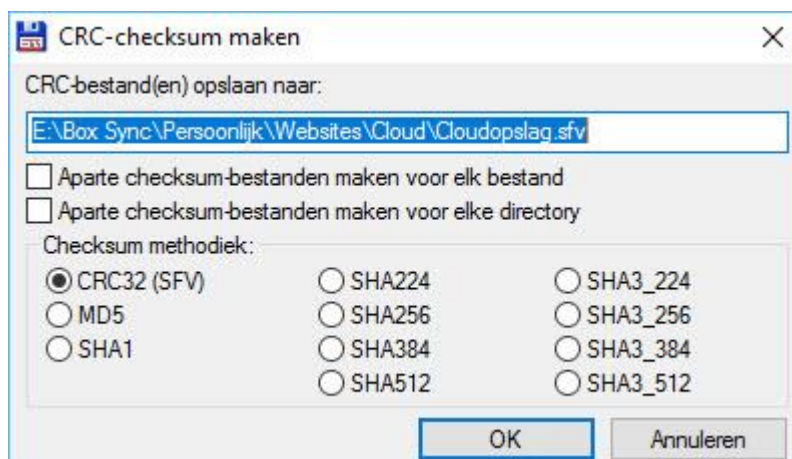 CRC-checksum maken
CRC-bestand(en) opslaan naar:
E:\Box Sync\Persoonlijk\Websites\Cloud\Cloudopslag.sfv
Aparte checksum-bestanden maken voor elk bestand
Aparte checksum-bestanden maken voor elke directory
Checksum methodiek:
CRC32 (SFV) SHA224 SHA3_224
MD5 SHA256 SHA3_256
SHA1 SHA384 SHA3_384
SHA512 SHA3_512
OK Annuleren